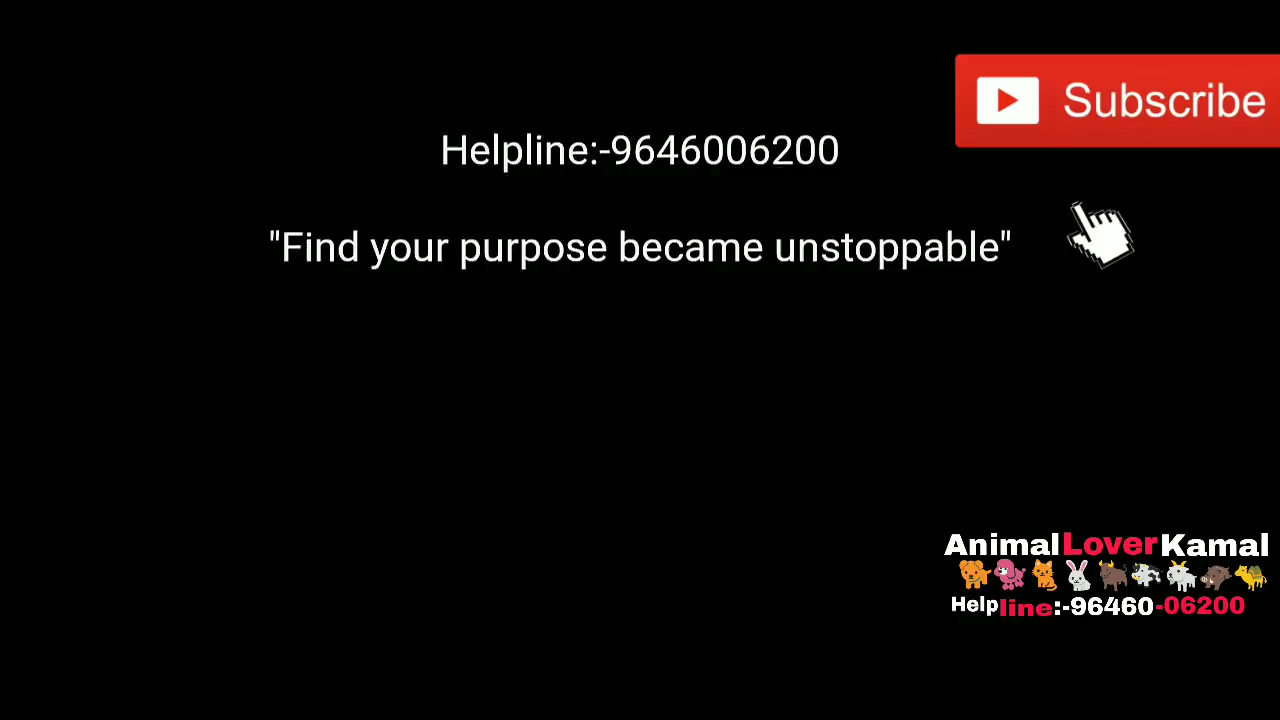 Subscribe
Helpline:-9646006200
"Find your purpose became unstoppable"
AnimalLoverKamal
Helpline:-96460-06200